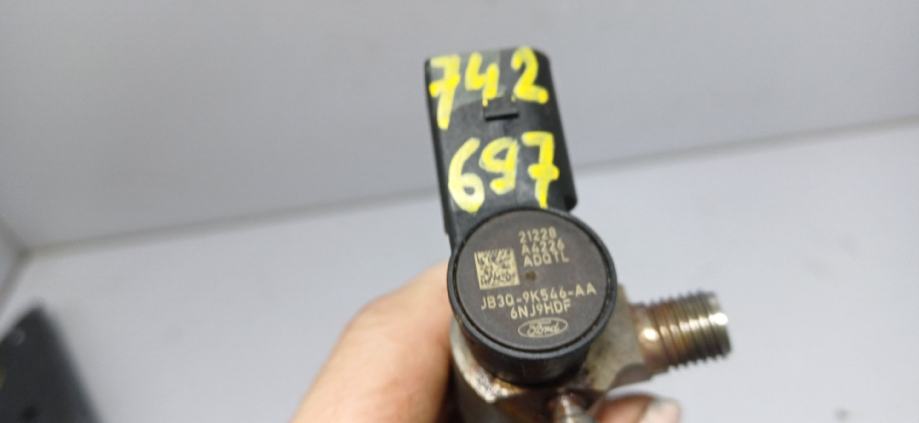 742
697
21228
A4226
ADQTL
JB3Q-9K546-AA
6NJ9HDF
Ford